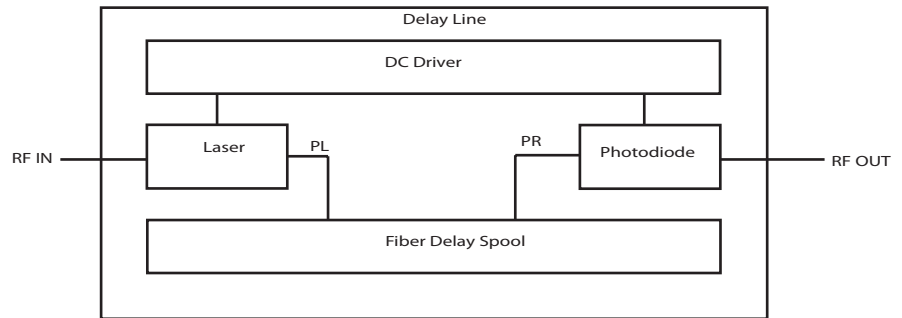 Delay Line
DC Driver
Laser
PL
PR
Photodiode
RF IN
RF OUT
Fiber Delay Spool